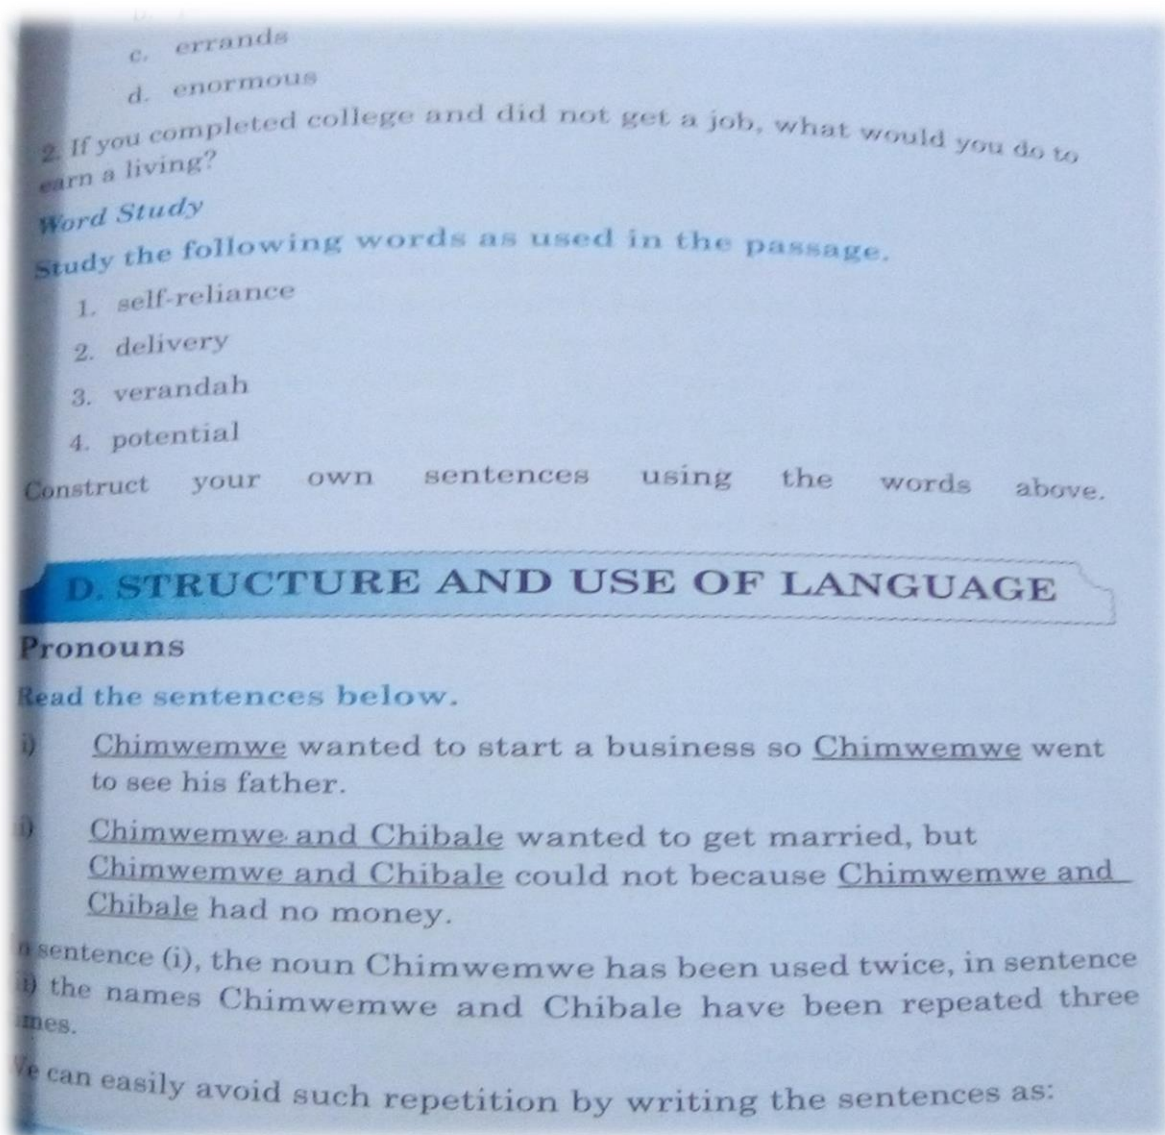 c. errands
d. enormous
2. If you completed college and did not get a job, what would you do to
earn a living?
Word Study
Study the following words as used in the passage.
1. self-reliance
2. delivery
3. verandah
4. potential
Construct your own sentences using the words above.
D. STRUCTURE AND USE OF LANGUAGE
Pronouns
Read the sentences below.
i) Chimwemwe wanted to start a business so Chimwemwe went
to see his father.
i) Chimwemwe and Chibale wanted to get married, but
Chimwemwe and Chibale could not because Chimwemwe and
Chibale had no money.
n sentence (i), the noun Chimwemwe has been used twice, in sentence
i) the names Chimwemwe and Chibale have been repeated three
mes.
We can easily avoid such repetition by writing the sentences as: